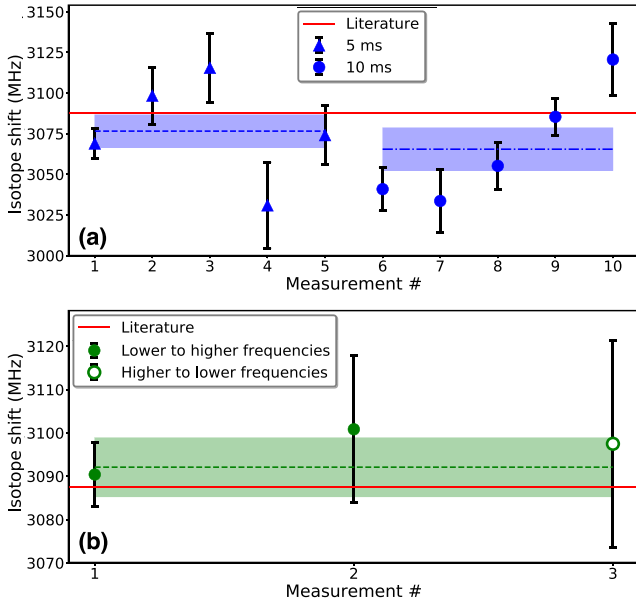 3150
3125
3100
3075
3050
3025
3000
Isotope shift (MHz)
Literature
5 ms
10 ms
(a)
1 2 3 4 5 6 7 8 9 10
Measurement #
3120
3110
3100
3090
3080
3070
Isotope shift (MHz)
Literature
Lower to higher frequencies
Higher to lower frequencies
(b)
1 2 3
Measurement #